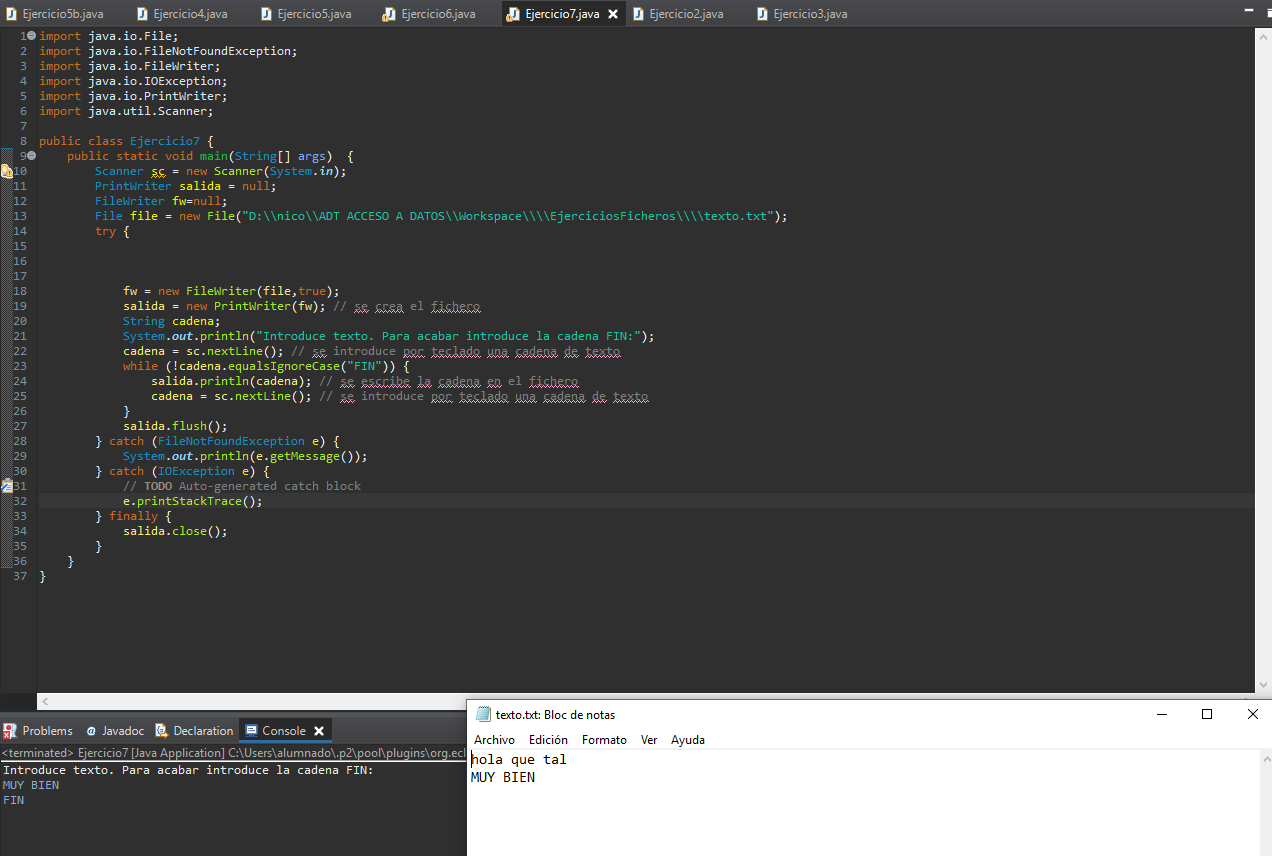 Ejercicio5b.java Ejercicio4.java Ejercicio5.java Ejercicio6.java Ejercicio7.java Ejercicio2.java Ejercicio3.java
1 import java.io.File;
2 import java.io.FileNotFoundException;
3 import java.io.FileWriter;
4 import java.io.IOException;
5 import java.io.PrintWriter;
6 import java.util.Scanner;
7
8 public class Ejercicio7 {
9     public static void main(String[] args)  {
10         Scanner sc = new Scanner(System.in);
11         PrintWriter salida = null;
12         FileWriter fw=null;
13         File file = new File("D:\\nico\\ADT ACCESO A DATOS\\Workspace\\\\EjerciciosFicheros\\\\texto.txt");
14         try {
15
16
17
18             fw = new FileWriter(file,true);
19             salida = new PrintWriter(fw); // se crea el fichero
20             String cadena;
21             System.out.println("Introduce texto. Para acabar introduce la cadena FIN:");
22             cadena = sc.nextLine(); // se introduce por teclado una cadena de texto
23             while (!cadena.equalsIgnoreCase("FIN")) {
24                 salida.println(cadena); // se escribe la cadena en el fichero
25                 cadena = sc.nextLine(); // se introduce por teclado una cadena de texto
26             }
27             salida.flush();
28         } catch (FileNotFoundException e) {
29             System.out.println(e.getMessage());
30         } catch (IOException e) {
31             // TODO Auto-generated catch block
32             e.printStackTrace();
33         } finally {
34             salida.close();
35         }
36     }
37 }
Problems Javadoc Declaration Console
<terminated> Ejercicio7 [Java Application] C:\Users\alumnado\.p2\pool\plugins\org.ecl
Introduce texto. Para acabar introduce la cadena FIN:
MUY BIEN
FIN
texto.txt: Bloc de notas
Archivo Edición Formato Ver Ayuda
hola que tal
MUY BIEN